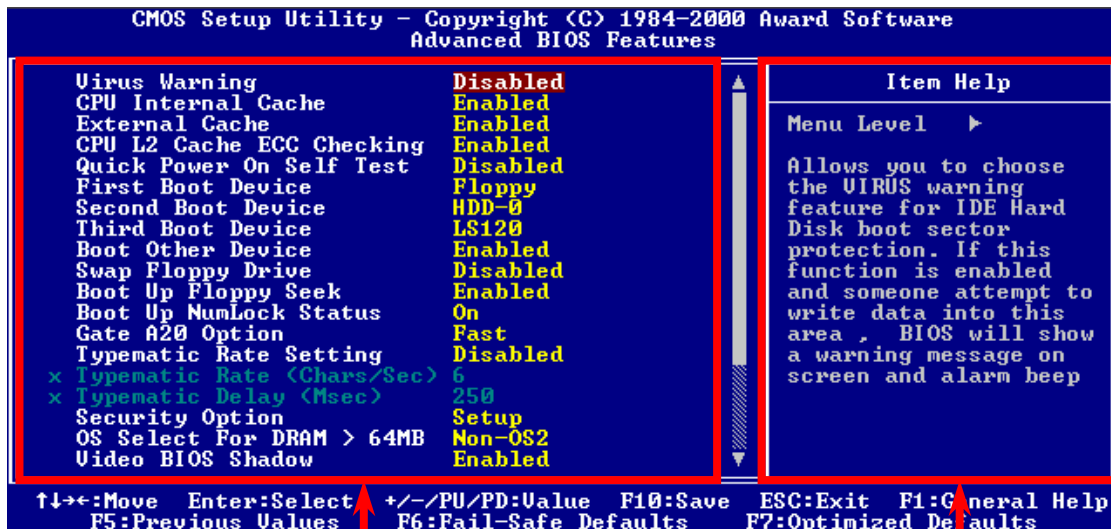 CMOS Setup Utility – Copyright (C) 1984–2000 Award Software
Advanced BIOS Features
Virus Warning Disabled
CPU Internal Cache Enabled
External Cache Enabled
CPU L2 Cache ECC Checking Enabled
Quick Power On Self Test Disabled
First Boot Device Floppy
Second Boot Device HDD-0
Third Boot Device LS120
Boot Other Device Enabled
Swap Floppy Drive Disabled
Boot Up Floppy Seek Enabled
Boot Up NumLock Status On
Gate A20 Option Fast
Typematic Rate Setting Disabled
x Typematic Rate (Chars/Sec) 6
x Typematic Delay (Msec) 250
Security Option Setup
OS Select For DRAM > 64MB Non-OS2
Video BIOS Shadow Enabled
Item Help
Menu Level ►
Allows you to choose
the VIRUS warning
feature for IDE Hard
Disk boot sector
protection. If this
function is enabled
and someone attempt to
write data into this
area , BIOS will show
a warning message on
screen and alarm beep
↑↓→←:Move Enter:Select +/-/PU/PD:Value F10:Save ESC:Exit F1:General Help
F5:Previous Values F6:Fail-Safe Defaults F7:Optimized Defaults